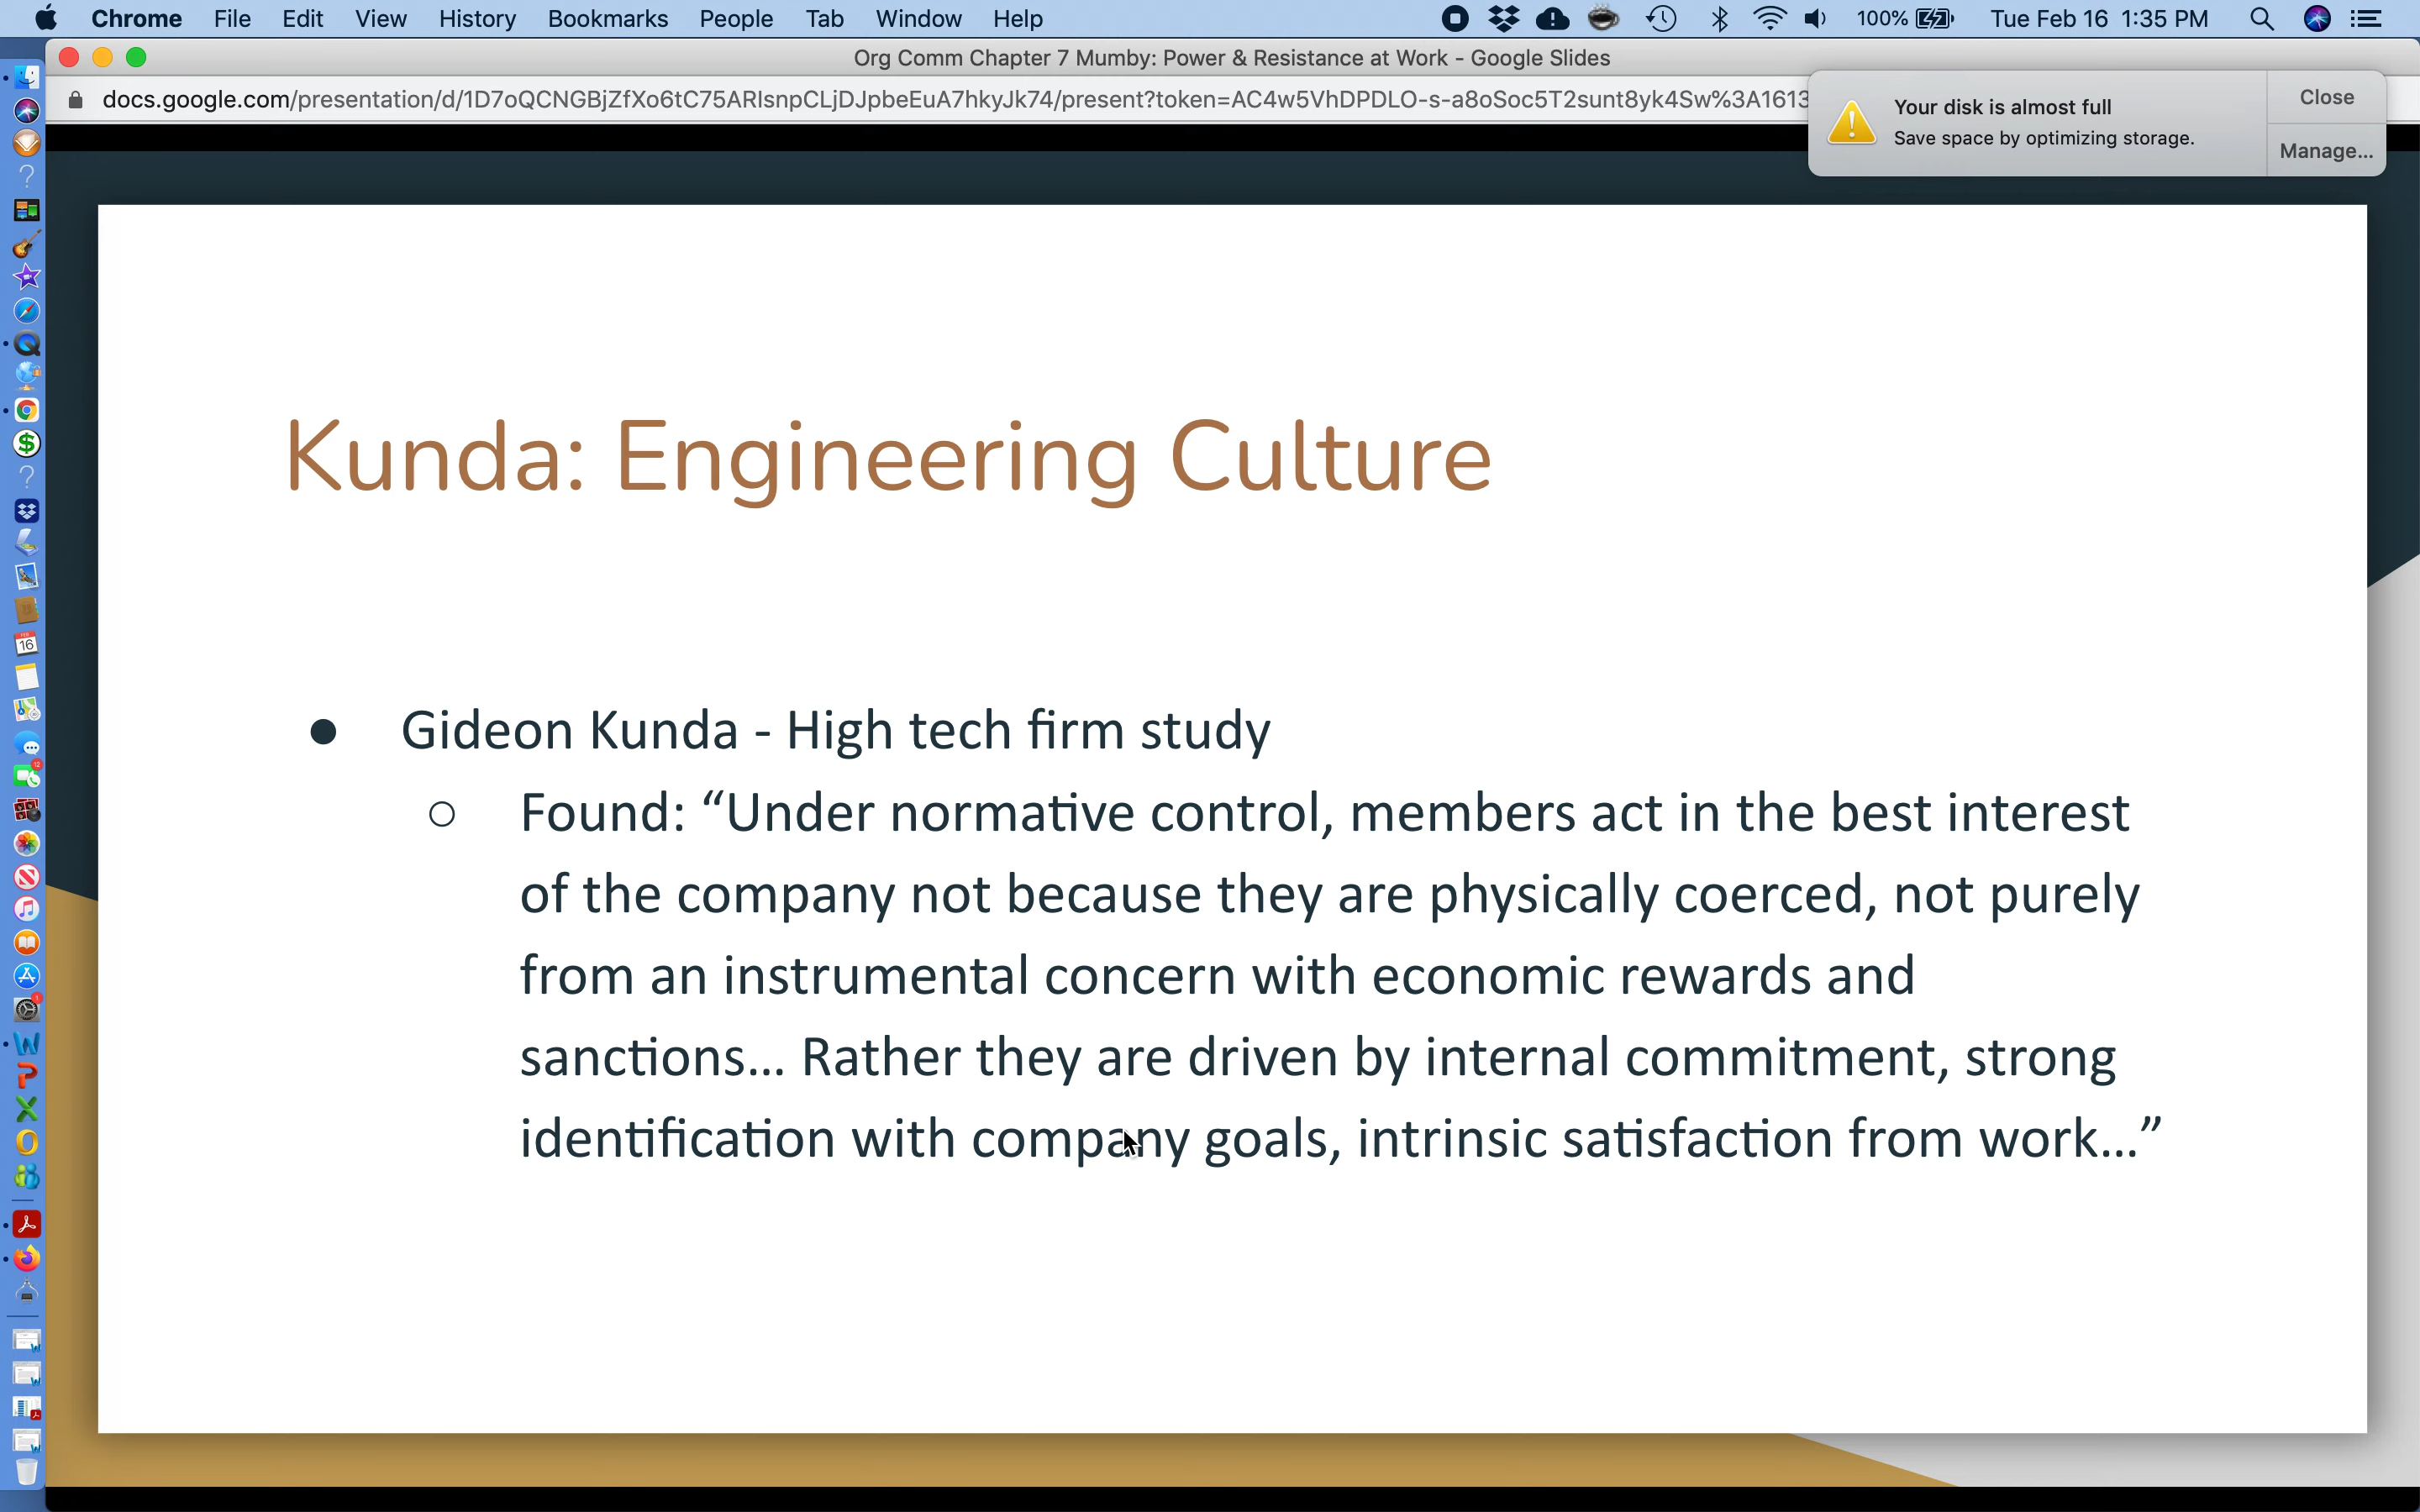 Chrome File Edit View History Bookmarks People Tab Window Help 100% Tue Feb 16 1:35 PM
Org Comm Chapter 7 Mumby: Power & Resistance at Work - Google Slides
docs.google.com/presentation/d/1D7oQCNGBjZfXo6tC75ARIsnpCLjDJpbeEuA7hkyJk74/present?token=AC4w5VhDPDLO-s-a8oSoc5T2sunt8yk4Sw%3A1613
Your disk is almost full
Save space by optimizing storage.
Close
Manage...
Kunda: Engineering Culture
● Gideon Kunda - High tech firm study
○ Found: “Under normative control, members act in the best interest
of the company not because they are physically coerced, not purely
from an instrumental concern with economic rewards and
sanctions... Rather they are driven by internal commitment, strong
identification with company goals, intrinsic satisfaction from work...”
FEB
16
12
1